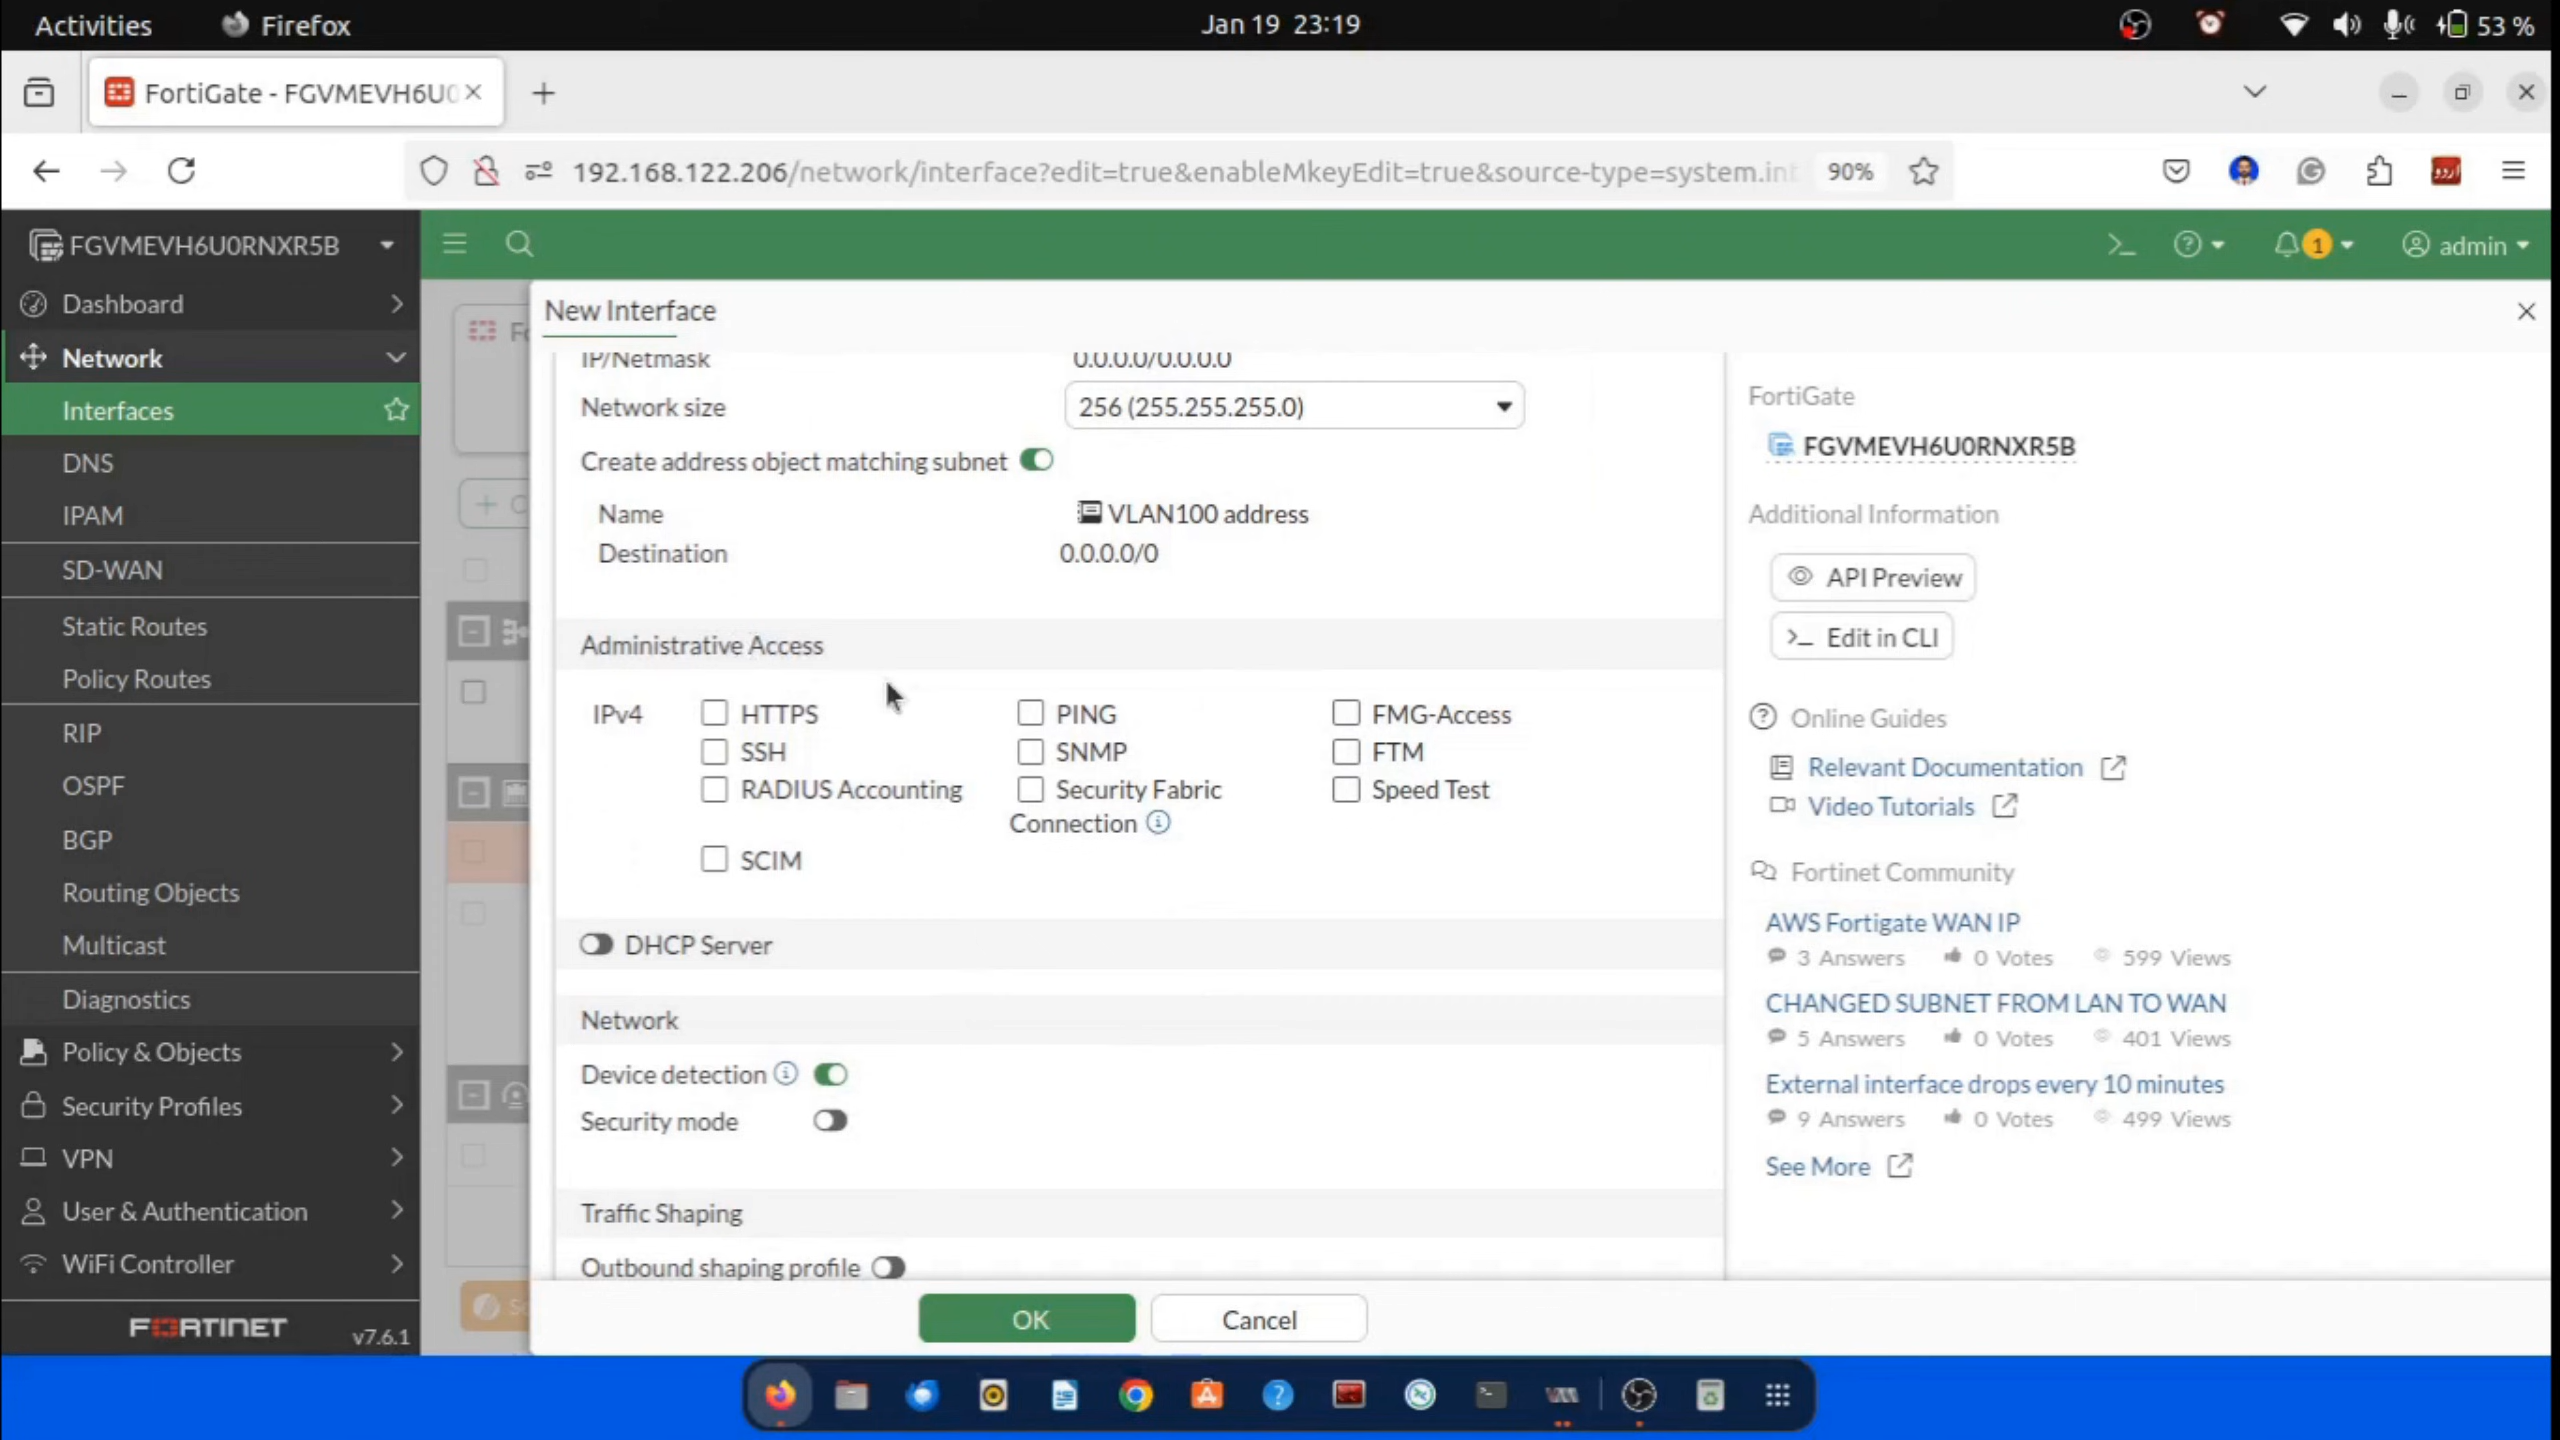 Activities
Firefox
Jan 19 23:19
53 %
FortiGate - FGVMEVH6U0
192.168.122.206/network/interface?edit=true&enableMkeyEdit=true&source-type=system.int
90%
FGVMEVH6U0RNXR5B
1
admin
Dashboard
Network
Interfaces
DNS
IPAM
SD-WAN
Static Routes
Policy Routes
RIP
OSPF
BGP
Routing Objects
Multicast
Diagnostics
Policy & Objects
Security Profiles
VPN
User & Authentication
WiFi Controller
FORTINET
v7.6.1
New Interface
IP/Netmask 0.0.0.0/0.0.0.0
Network size 256 (255.255.255.0)
Create address object matching subnet
Name VLAN100 address
Destination 0.0.0.0/0
Administrative Access
IPv4 HTTPS PING FMG-Access
SSH SNMP FTM
RADIUS Accounting Security Fabric Speed Test
Connection
SCIM
DHCP Server
Network
Device detection
Security mode
Traffic Shaping
Outbound shaping profile
OK Cancel
FortiGate
FGVMEVH6U0RNXR5B
Additional Information
API Preview
>_ Edit in CLI
Online Guides
Relevant Documentation
Video Tutorials
Fortinet Community
AWS Fortigate WAN IP
3 Answers 0 Votes 599 Views
CHANGED SUBNET FROM LAN TO WAN
5 Answers 0 Votes 401 Views
External interface drops every 10 minutes
9 Answers 0 Votes 499 Views
See More